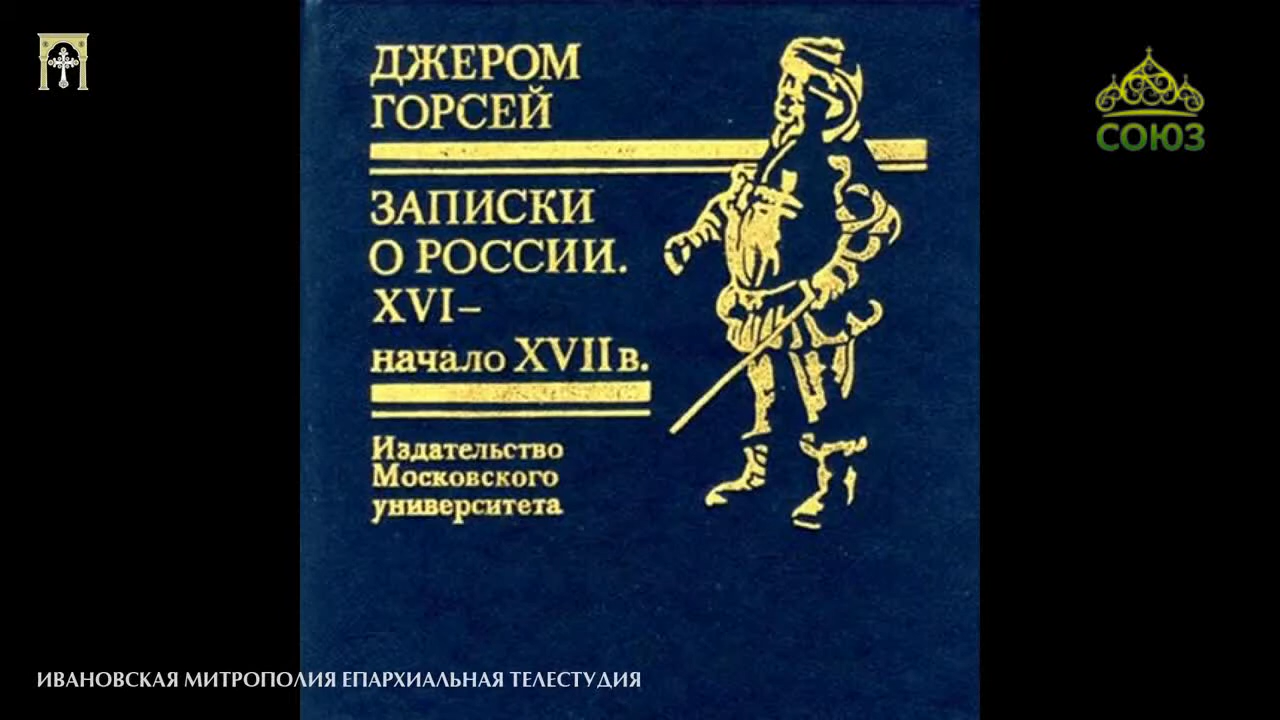 ДЖЕРОМ
ГОРСЕЙ
ЗАПИСКИ
О РОССИИ.
XVI–
начало XVII в.
Издательство
Московского
университета
СОЮЗ
ИВАНОВСКАЯ МИТРОПОЛИЯ ЕПАРХИАЛЬНАЯ ТЕЛЕСТУДИЯ